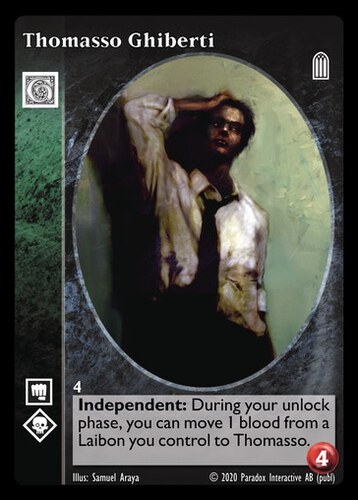 Thomasso Ghiberti
4
Independent: During your unlock
phase, you can move 1 blood from a
Laibon you control to Thomasso.
4
Illus: Samuel Araya © 2020 Paradox Interactive AB (publ)